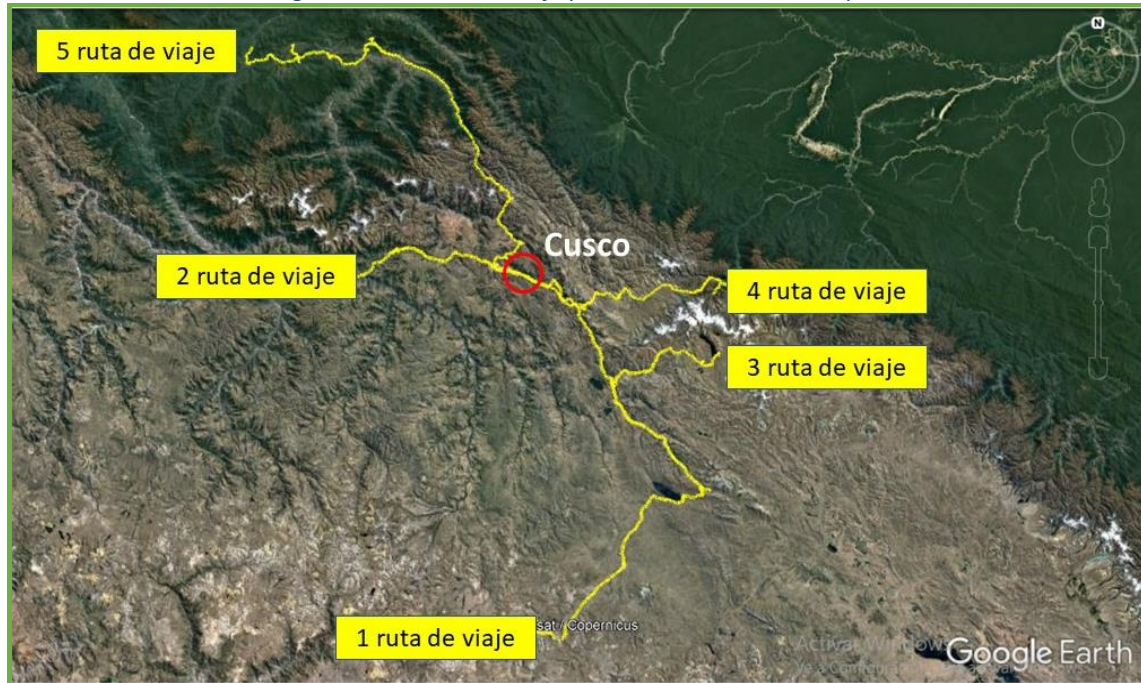 5 ruta de viaje
N
Cusco
2 ruta de viaje
4 ruta de viaje
3 ruta de viaje
1 ruta de viaje
sat / Copernicus
Google Earth